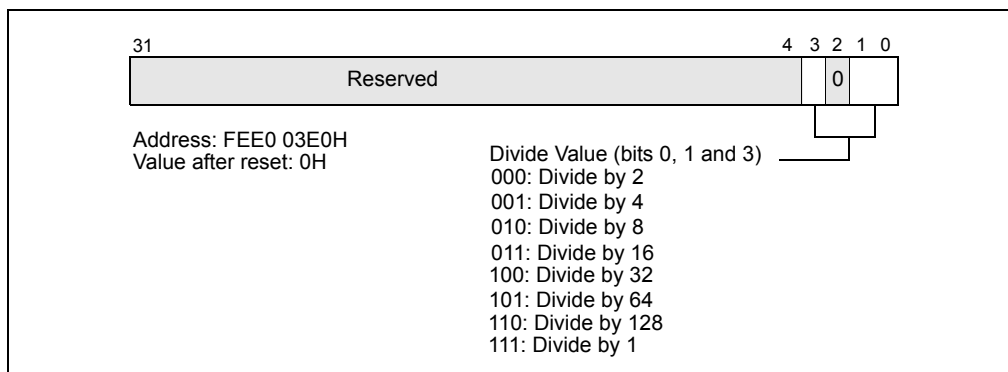 31 4 3 2 1 0
Reserved 0
Address: FEE0 03E0H
Value after reset: 0H
Divide Value (bits 0, 1 and 3)
000: Divide by 2
001: Divide by 4
010: Divide by 8
011: Divide by 16
100: Divide by 32
101: Divide by 64
110: Divide by 128
111: Divide by 1